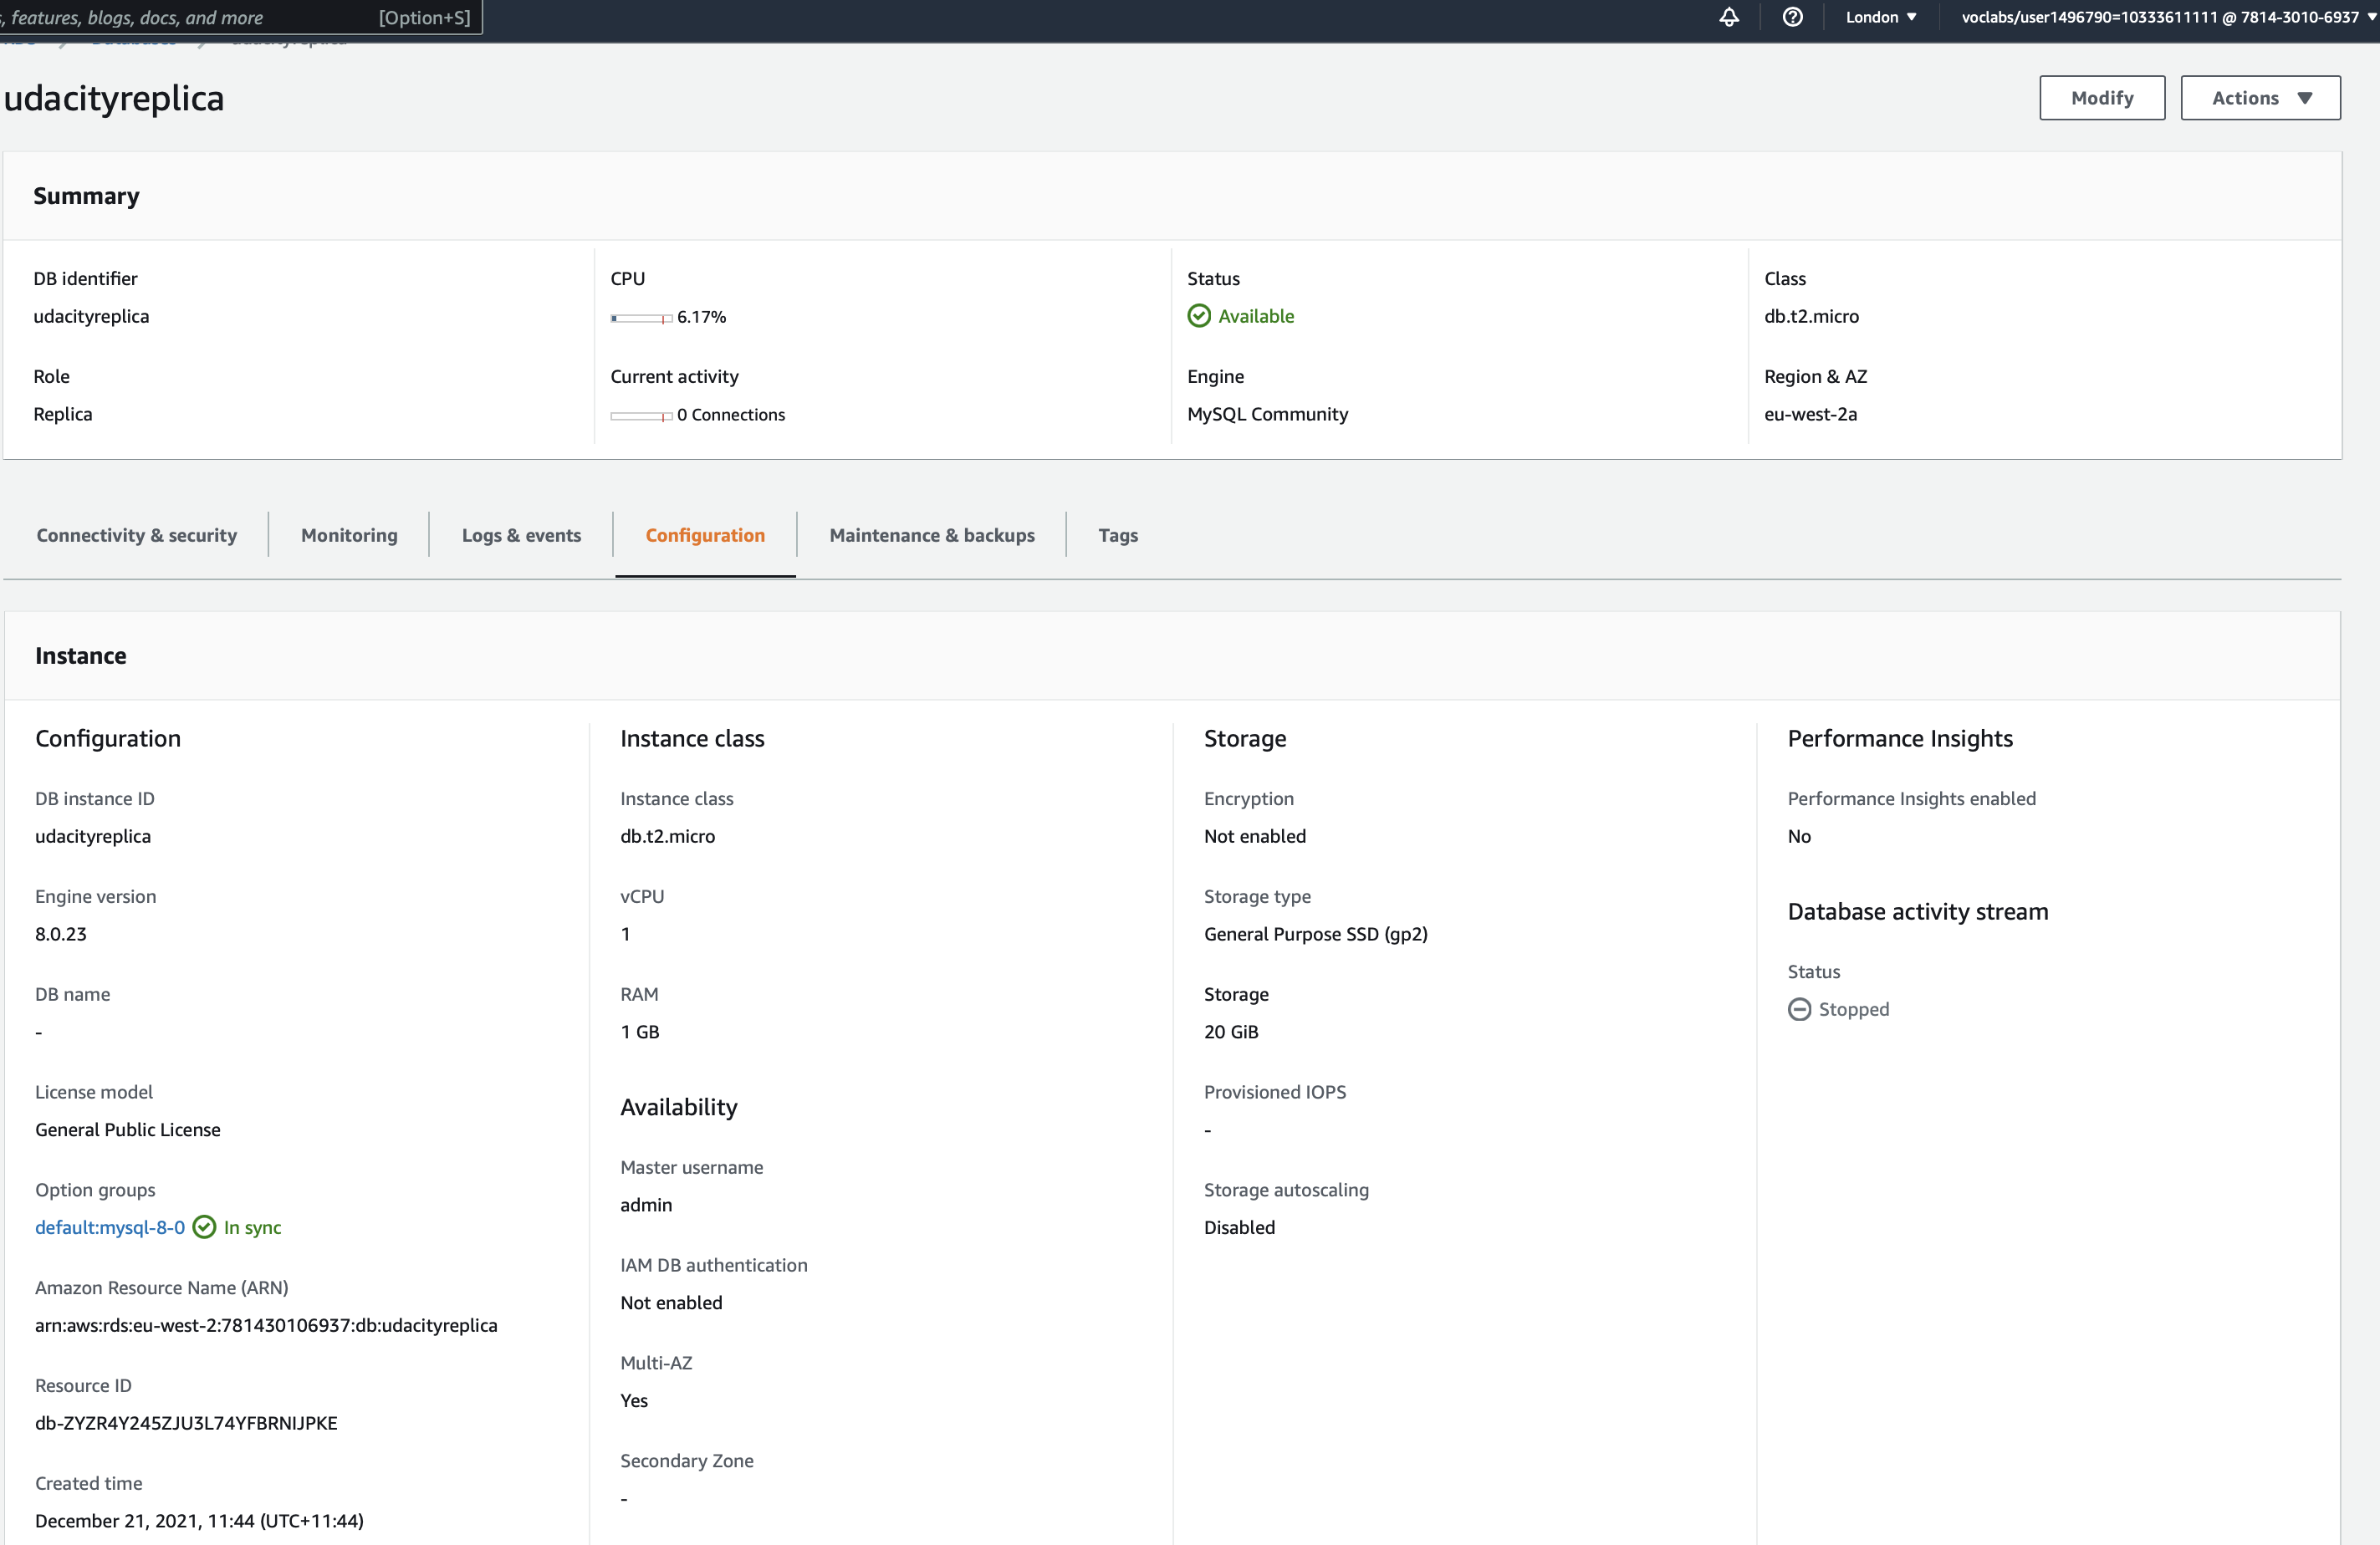 , features, blogs, docs, and more [Option+S] London voclabs/user1496790=10333611111 @ 7814-3010-6937
udacityreplica
Modify
Actions
Summary
DB identifier
udacityreplica
CPU
6.17%
Status
Available
Class
db.t2.micro
Role
Replica
Current activity
0 Connections
Engine
MySQL Community
Region & AZ
eu-west-2a
Connectivity & security
Monitoring
Logs & events
Configuration
Maintenance & backups
Tags
Instance
Configuration
DB instance ID
udacityreplica
Engine version
8.0.23
DB name
-
License model
General Public License
Option groups
default:mysql-8-0 In sync
Amazon Resource Name (ARN)
arn:aws:rds:eu-west-2:781430106937:db:udacityreplica
Resource ID
db-ZYZR4Y245ZJU3L74YFBRNIJPKE
Created time
December 21, 2021, 11:44 (UTC+11:44)
Instance class
Instance class
db.t2.micro
vCPU
1
RAM
1 GB
Availability
Master username
admin
IAM DB authentication
Not enabled
Multi-AZ
Yes
Secondary Zone
-
Storage
Encryption
Not enabled
Storage type
General Purpose SSD (gp2)
Storage
20 GiB
Provisioned IOPS
-
Storage autoscaling
Disabled
Performance Insights
Performance Insights enabled
No
Database activity stream
Status
Stopped